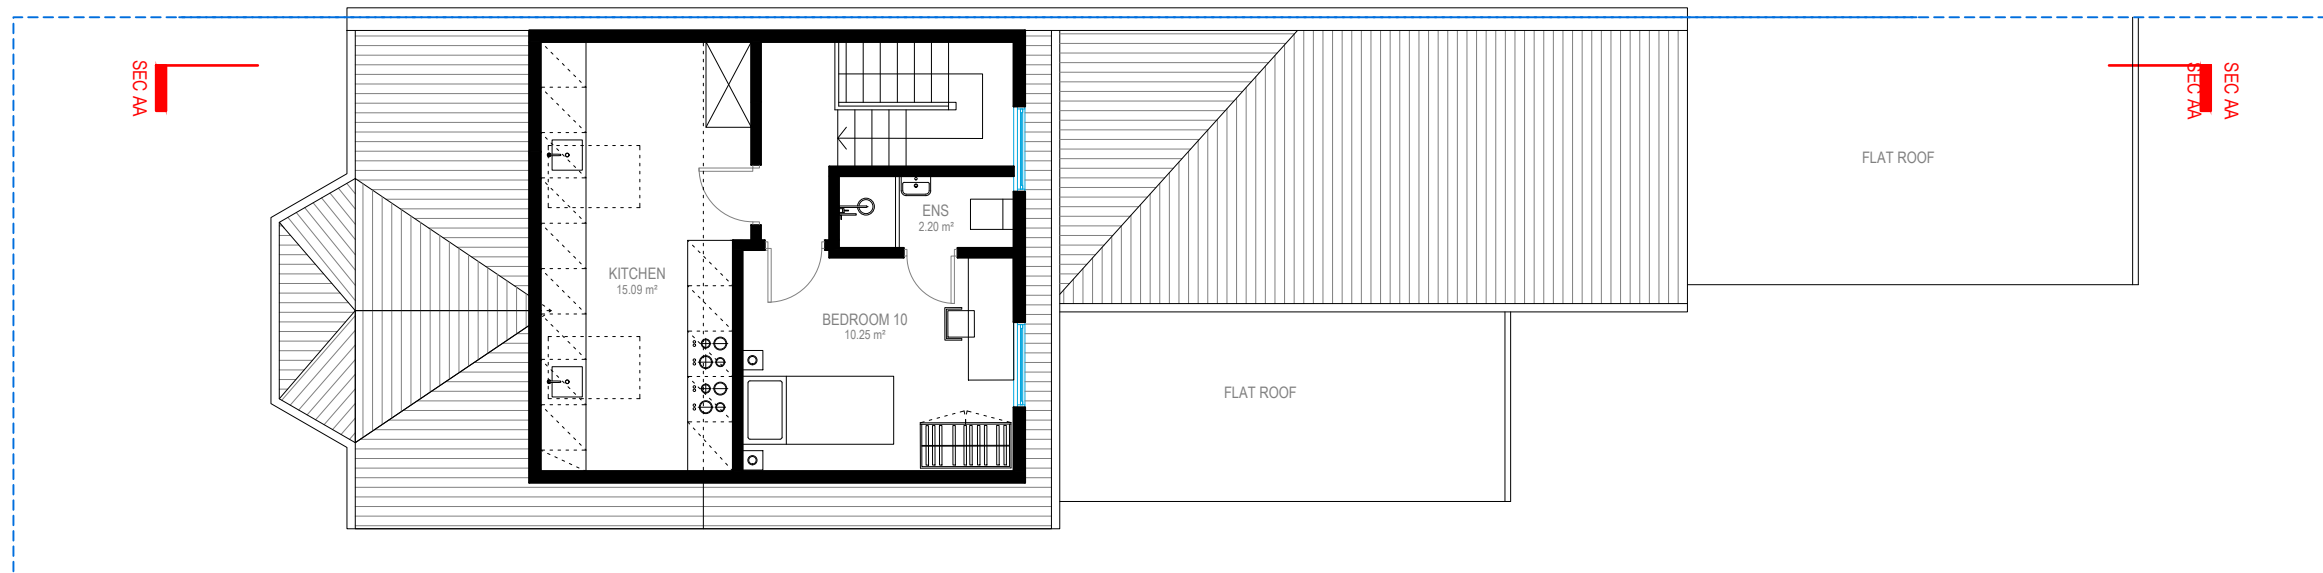 SEC AA
SEC AA
SEC AA
FLAT ROOF
ENS
2.20 m²
KITCHEN
15.09 m²
BEDROOM 10
10.25 m²
FLAT ROOF